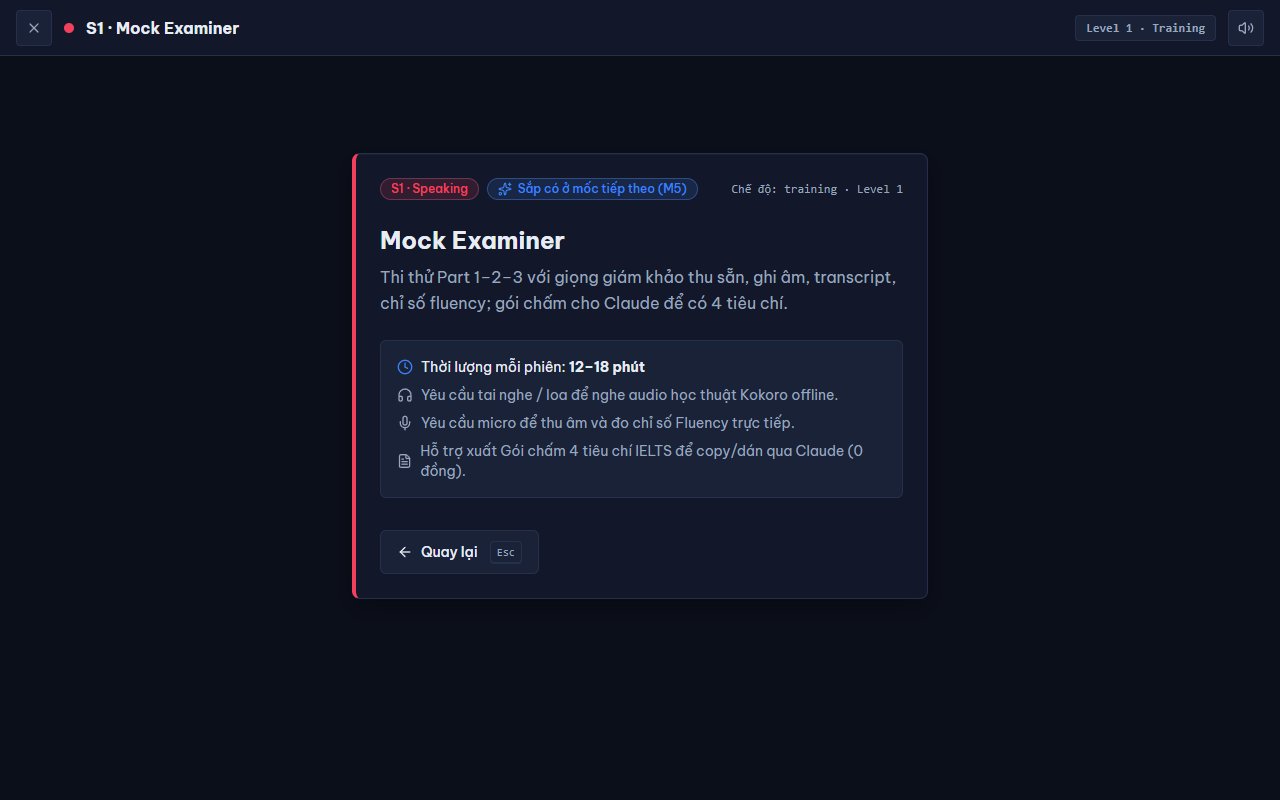 S1 · Mock Examiner
Level 1 · Training
S1 · Speaking
Sắp có ở mốc tiếp theo (M5)
Chế độ: training · Level 1
Mock Examiner
Thi thử Part 1–2–3 với giọng giám khảo thu sẵn, ghi âm, transcript,
chỉ số fluency; gói chấm cho Claude để có 4 tiêu chí.
Thời lượng mỗi phiên: 12–18 phút
Yêu cầu tai nghe / loa để nghe audio học thuật Kokoro offline.
Yêu cầu micro để thu âm và đo chỉ số Fluency trực tiếp.
Hỗ trợ xuất Gói chấm 4 tiêu chí IELTS để copy/dán qua Claude (0
đồng).
Quay lại Esc